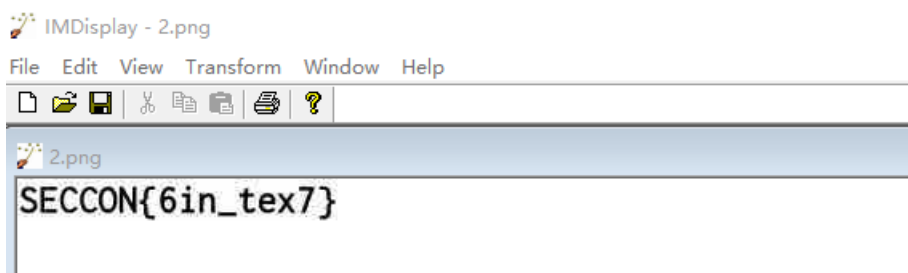 IMDisplay - 2.png
File Edit View Transform Window Help
2.png
SECCON{6in_tex7}